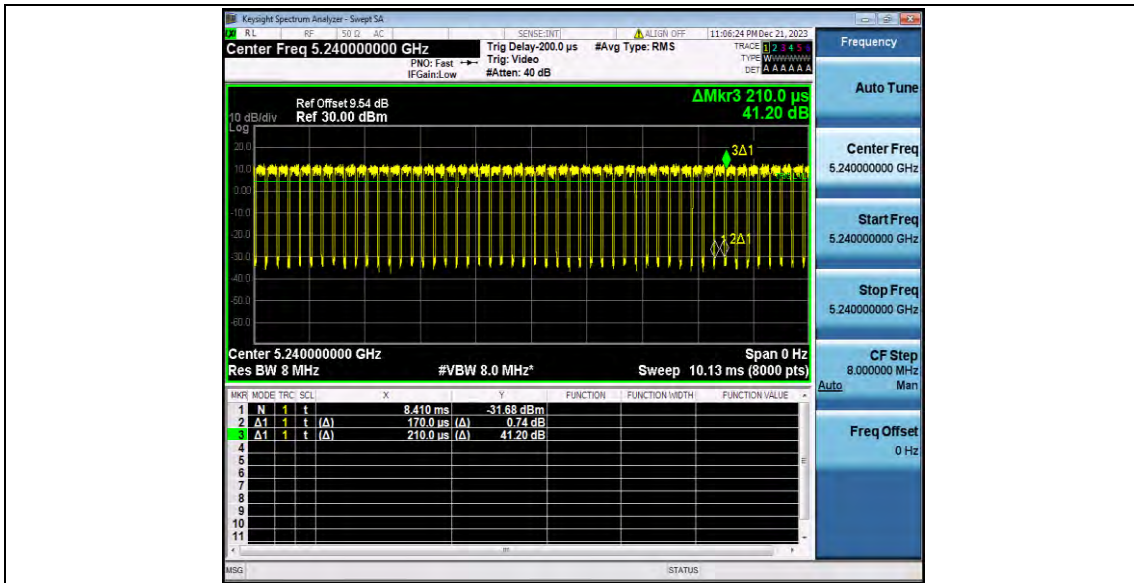 Keysight Spectrum Analyzer - Swept SA
RL RF 50 Ω AC SENSE:INT ALIGN OFF 11:06:24 PM Dec 21, 2023
Center Freq 5.240000000 GHz
Trig Delay-200.0 µs #Avg Type: RMS
TRACE 1 2 3 4 5 6
PNO: Fast Trig: Video
TYPE WWWWWW
IFGain:Low #Atten: 40 dB
DET A A A A A A
Frequency
Auto Tune
Center Freq
5.240000000 GHz
Start Freq
5.240000000 GHz
Stop Freq
5.240000000 GHz
CF Step
8.000000 MHz
Auto Man
Freq Offset
0 Hz
ΔMkr3 210.0 µs
41.20 dB
Ref Offset 9.54 dB
10 dB/div Ref 30.00 dBm
Log
20.0
3Δ1
10.0
0.00
-10.0
-20.0
2Δ1
-30.0
-40.0
-50.0
-60.0
Center 5.240000000 GHz Span 0 Hz
Res BW 8 MHz #VBW 8.0 MHz* Sweep 10.13 ms (8000 pts)
MKR MODE TRC SCL X Y FUNCTION FUNCTION WIDTH FUNCTION VALUE
1 N 1 t 8.410 ms -31.68 dBm
2 Δ1 1 t (Δ) 170.0 µs (Δ) 0.74 dB
3 Δ1 1 t (Δ) 210.0 µs (Δ) 41.20 dB
4
5
6
7
8
9
10
11
MSG STATUS